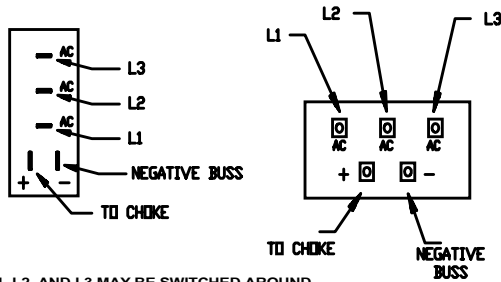 AC
L3
AC
L2
AC
L1
NEGATIVE BUSS
+ −
TO CHOKE
L2
L3
L1
AC AC AC
+ −
TO CHOKE
NEGATIVE
BUSS
L2, AND L3 MAY BE SWITCHED AROUND